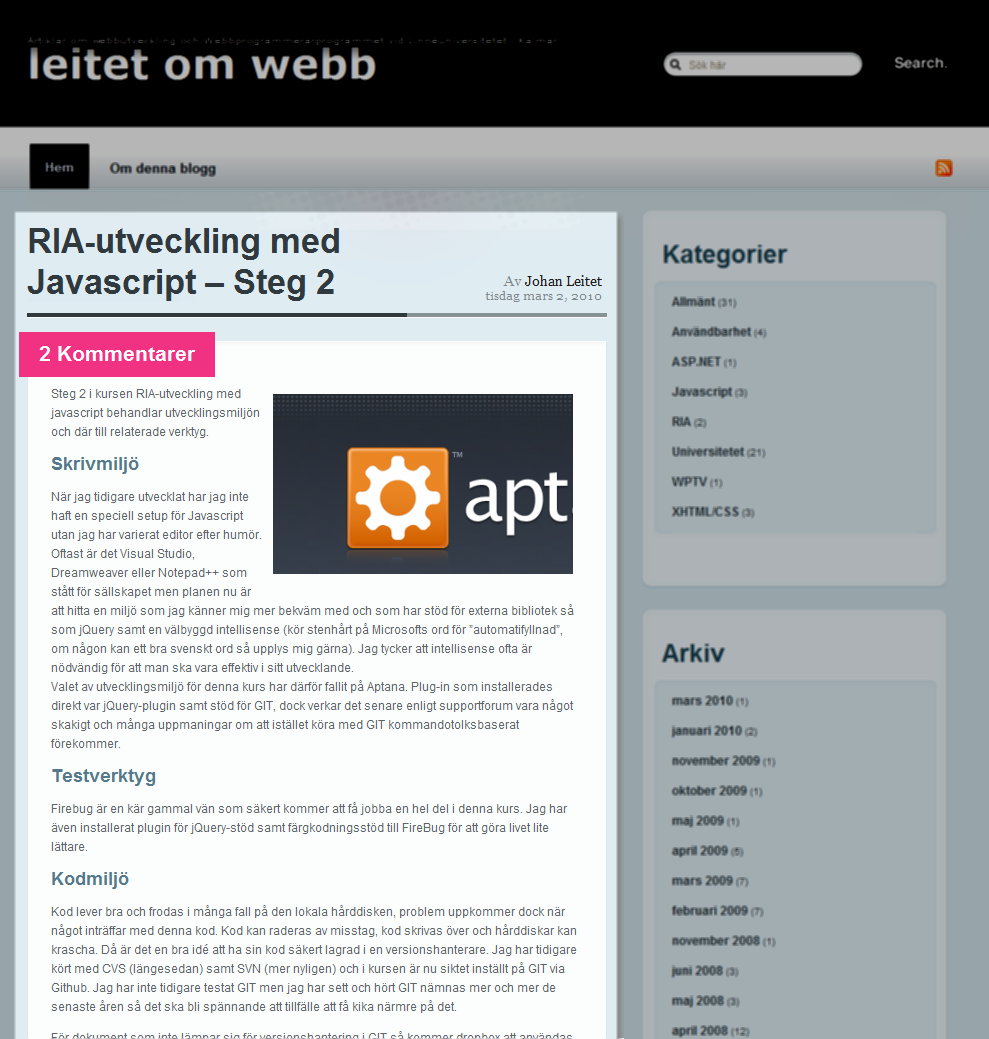 leitet om webb
Sök här
Search.
Hem
Om denna blogg
RIA-utveckling med
Javascript – Steg 2
Av Johan Leitet
tisdag mars 2, 2010
2 Kommentarer
Steg 2 i kursen RIA-utveckling med
javascript behandlar utvecklingsmiljön
och där till relaterade verktyg.
apt
TM
Skrivmiljö
När jag tidigare utvecklat har jag inte
haft en speciell setup för Javascript
utan jag har varierat editor efter humör.
Oftast är det Visual Studio,
Dreamweaver eller Notepad++ som
stått för sällskapet men planen nu är
att hitta en miljö som jag känner mig mer bekväm med och som har stöd för externa bibliotek så
som jQuery samt en välbyggd intellisense (kör stenhårt på Microsofts ord för "automatifyllnad",
om någon kan ett bra svenskt ord så upplys mig gärna). Jag tycker att intellisense ofta är
nödvändig för att man ska vara effektiv i sitt utvecklande.
Valet av utvecklingsmiljö för denna kurs har därför fallit på Aptana. Plug-in som installerades
direkt var jQuery-plugin samt stöd för GIT, dock verkar det senare enligt supportforum vara något
skakigt och många uppmaningar om att istället köra med GIT kommandotolksbaserat
förekommer.
Testverktyg
Firebug är en kär gammal vän som säkert kommer att få jobba en hel del i denna kurs. Jag har
även installerat plugin för jQuery-stöd samt färgkodningsstöd till FireBug för att göra livet lite
lättare.
Kodmiljö
Kod lever bra och frodas i många fall på den lokala hårddisken, problem uppkommer dock när
något inträffar med denna kod. Kod kan raderas av misstag, kod skrivas över och hårddiskar kan
krascha. Då är det en bra idé att ha sin kod säkert lagrad i en versionshanterare. Jag har tidigare
kört med CVS (längesedan) samt SVN (mer nyligen) och i kursen är nu siktet inställt på GIT via
Github. Jag har inte tidigare testat GIT men jag har sett och hört GIT nämnas mer och mer de
senaste åren så det ska bli spännande att tillfälle att få kika närmre på det.
För dokument som inte lämpar sig för versionshantering i GIT så kommer dropbox att användas
Kategorier
Allmänt (31)
Användbarhet (4)
ASP.NET (1)
Javascript (3)
RIA (2)
Universitetet (21)
WPTV (1)
XHTML/CSS (3)
Arkiv
mars 2010 (1)
januari 2010 (2)
november 2009 (1)
oktober 2009 (1)
maj 2009 (1)
april 2009 (5)
mars 2009 (7)
februari 2009 (7)
november 2008 (1)
juni 2008 (3)
maj 2008 (3)
april 2008 (12)